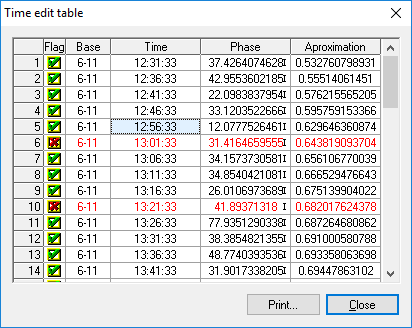 Time edit table
Flag Base Time Phase Aproximation
1 6-11 12:31:33 37.4264074628 0.532760798931
2 6-11 12:36:33 42.9553602185 0.55514061451
3 6-11 12:41:33 22.0983837954 0.576215565205
4 6-11 12:46:33 33.1203522666 0.595759153366
5 6-11 12:56:33 12.0777526461 0.629646360874
6 6-11 13:01:33 31.4164659555 0.643819093704
7 6-11 13:06:33 34.1573730581 0.656106770039
8 6-11 13:11:33 34.8540421081 0.666529476643
9 6-11 13:16:33 26.0106973689 0.675139904022
10 6-11 13:21:33 41.89371318 0.682017624378
11 6-11 13:26:33 77.9351290338 0.687264680862
12 6-11 13:31:33 38.3854821355 0.691000580788
13 6-11 13:36:33 48.7740393536 0.693358063698
14 6-11 13:41:33 31.9017338205 0.69447863102
Print... Close